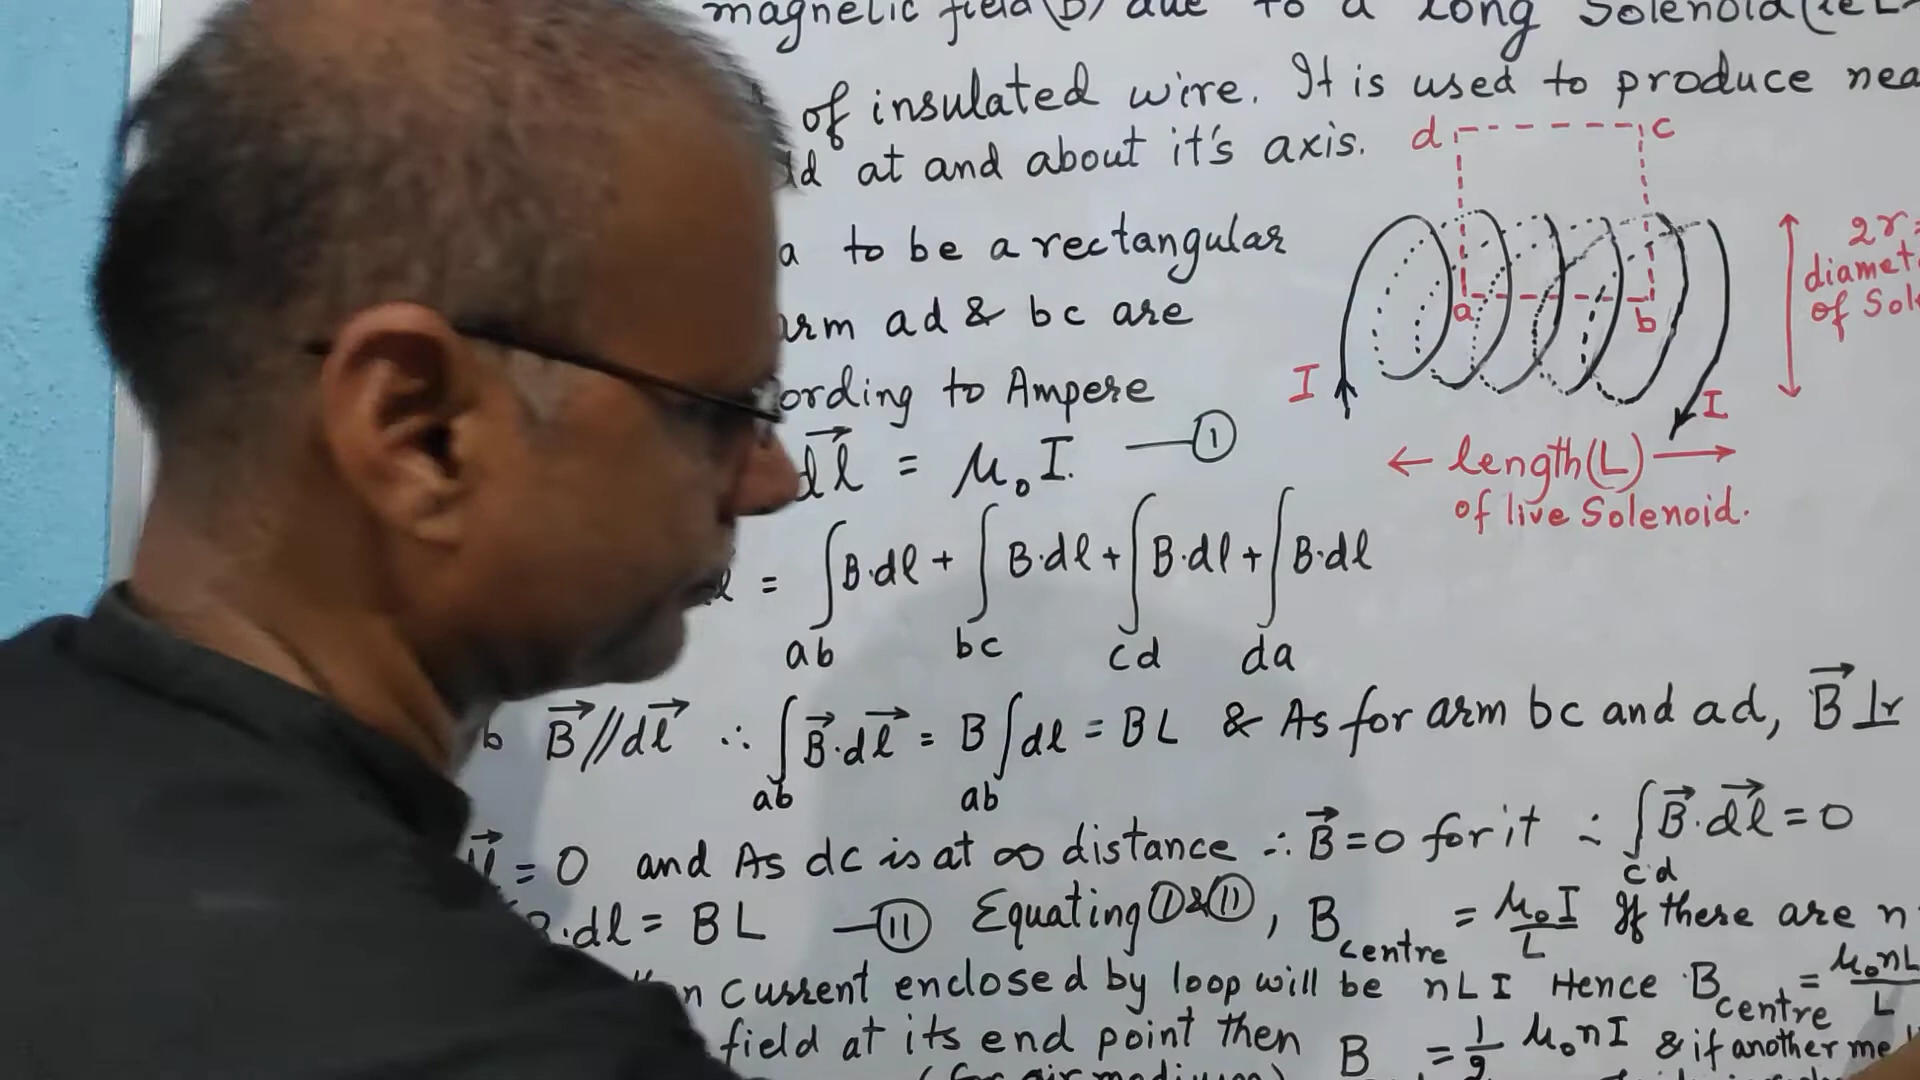 magnetic field (B) due to a long Solenoid (
of insulated wire. It is used to produce nea
ld at and about it's axis.
d c
a to be a rectangular
2r=
diamet
of Sol
a b
arm ad & bc are
I I
ording to Ampere
dl⃗ = μ₀I. —①
← length(L) →
of live Solenoid.
l = ∫B·dl + ∫B·dl + ∫B·dl + ∫B·dl
ab bc cd da
b B⃗ // dl⃗ ∴ ∫B⃗·dl⃗ = B∫dl = BL & As for arm bc and ad, B⃗ ⊥r
ab ab
= 0 and As dc is at ∞ distance ∴ B⃗=0 for it ∴ ∫B⃗·dl⃗ = 0
cd
B·dl = BL —⑪ Equating ①&⑪, B centre = μ₀I/L If there are n
n current enclosed by loop will be nLI Hence B centre = μ₀nL/L
field at its end point then B = 1/2 μ₀nI & if another me
(for air medium)